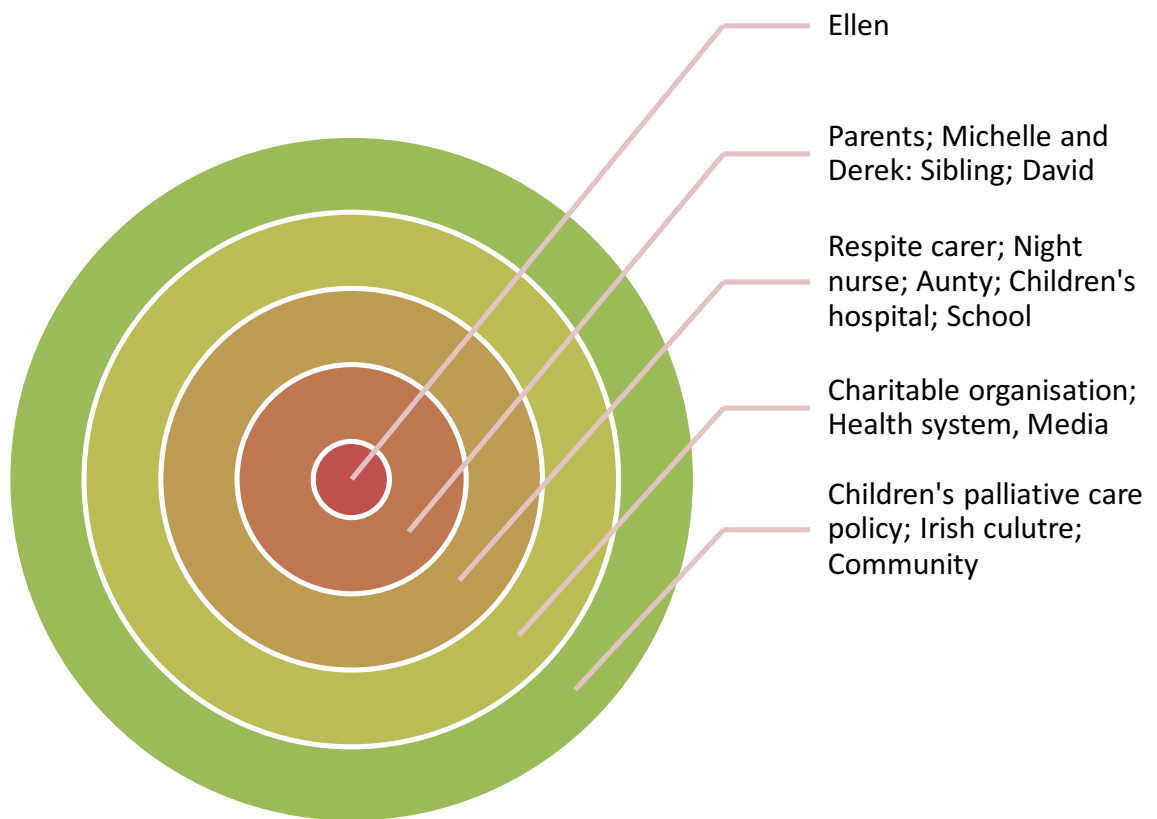 Ellen
Parents; Michelle and
Derek: Sibling; David
Respite carer; Night
nurse; Aunty; Children's
hospital; School
Charitable organisation;
Health system, Media
Children's palliative care
policy; Irish culutre;
Community